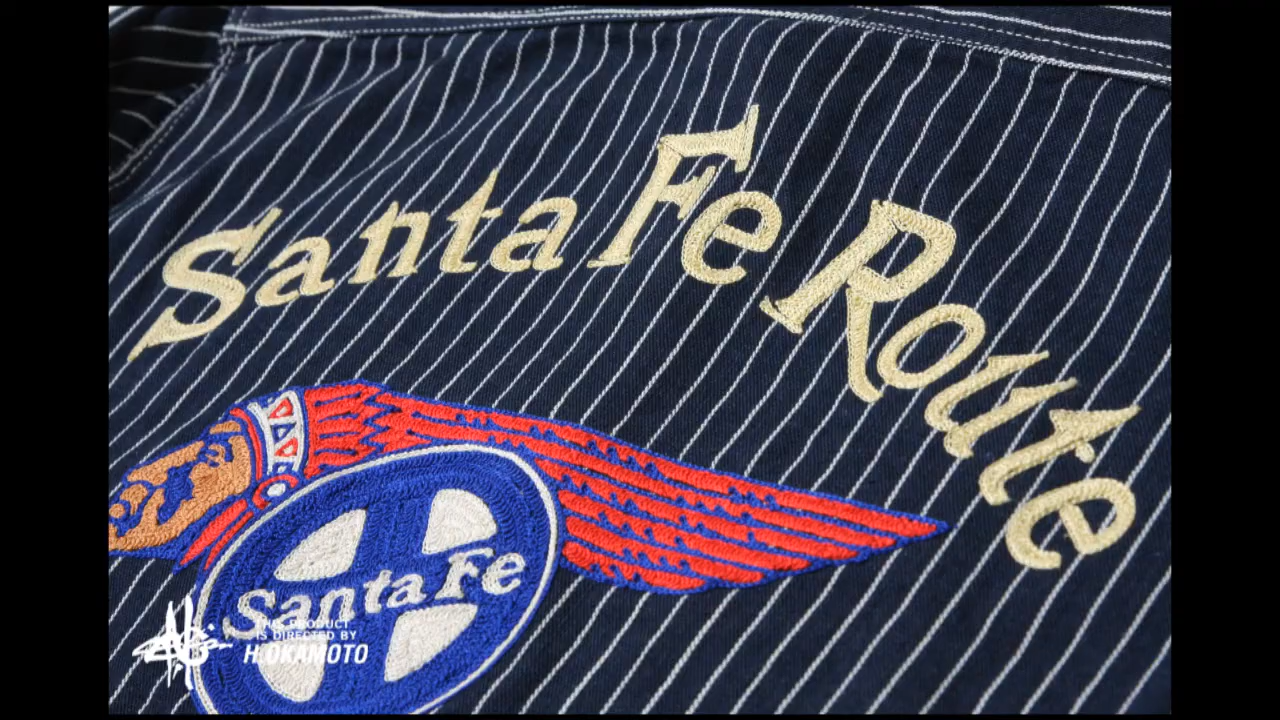 Santa Fe Route
Santa Fe
THIS PRODUCT
IS DIRECTED BY
H.OKAMOTO